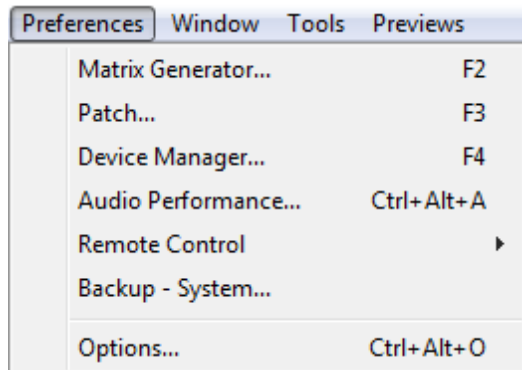 Preferences Window Tools Previews
Matrix Generator... F2
Patch... F3
Device Manager... F4
Audio Performance... Ctrl+Alt+A
Remote Control
Backup - System...
Options... Ctrl+Alt+O